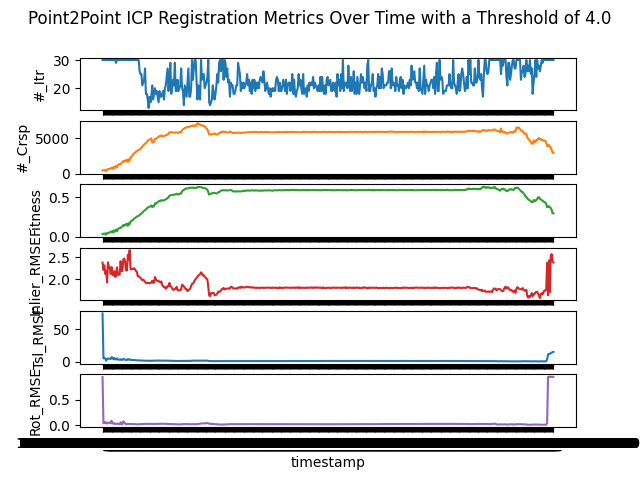 Point2Point ICP Registration Metrics Over Time with a Threshold of 4.0
30
20
#_Itr
5000
0
#_Crsp
0.5
0.0
Fitness
2.5
2.0
Inlier_RMSE
50
0
Tsl_RMSE
0.5
0.0
Rot_RMSE
timestamp